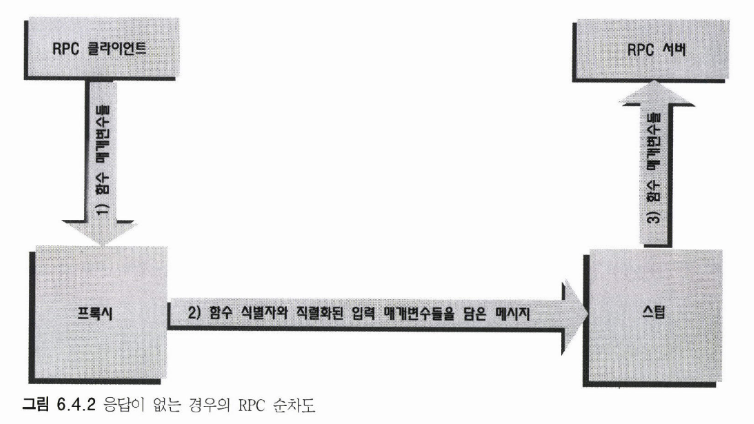 RPC 클라이언트
RPC 서버
1) 함수 매개변수들
3) 함수 매개변수들
프록시
2) 함수 식별자와 직렬화된 입력 매개변수들을 담은 메시지
스텁
그림 6.4.2 응답이 없는 경우의 RPC 순차도